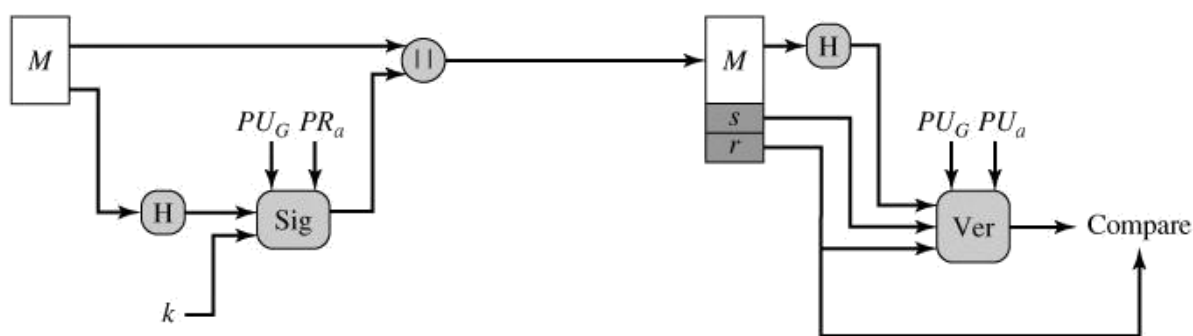 M
||
M
H
s
r
PU_G PR_a
PU_G PU_a
H
Sig
Ver
Compare
k